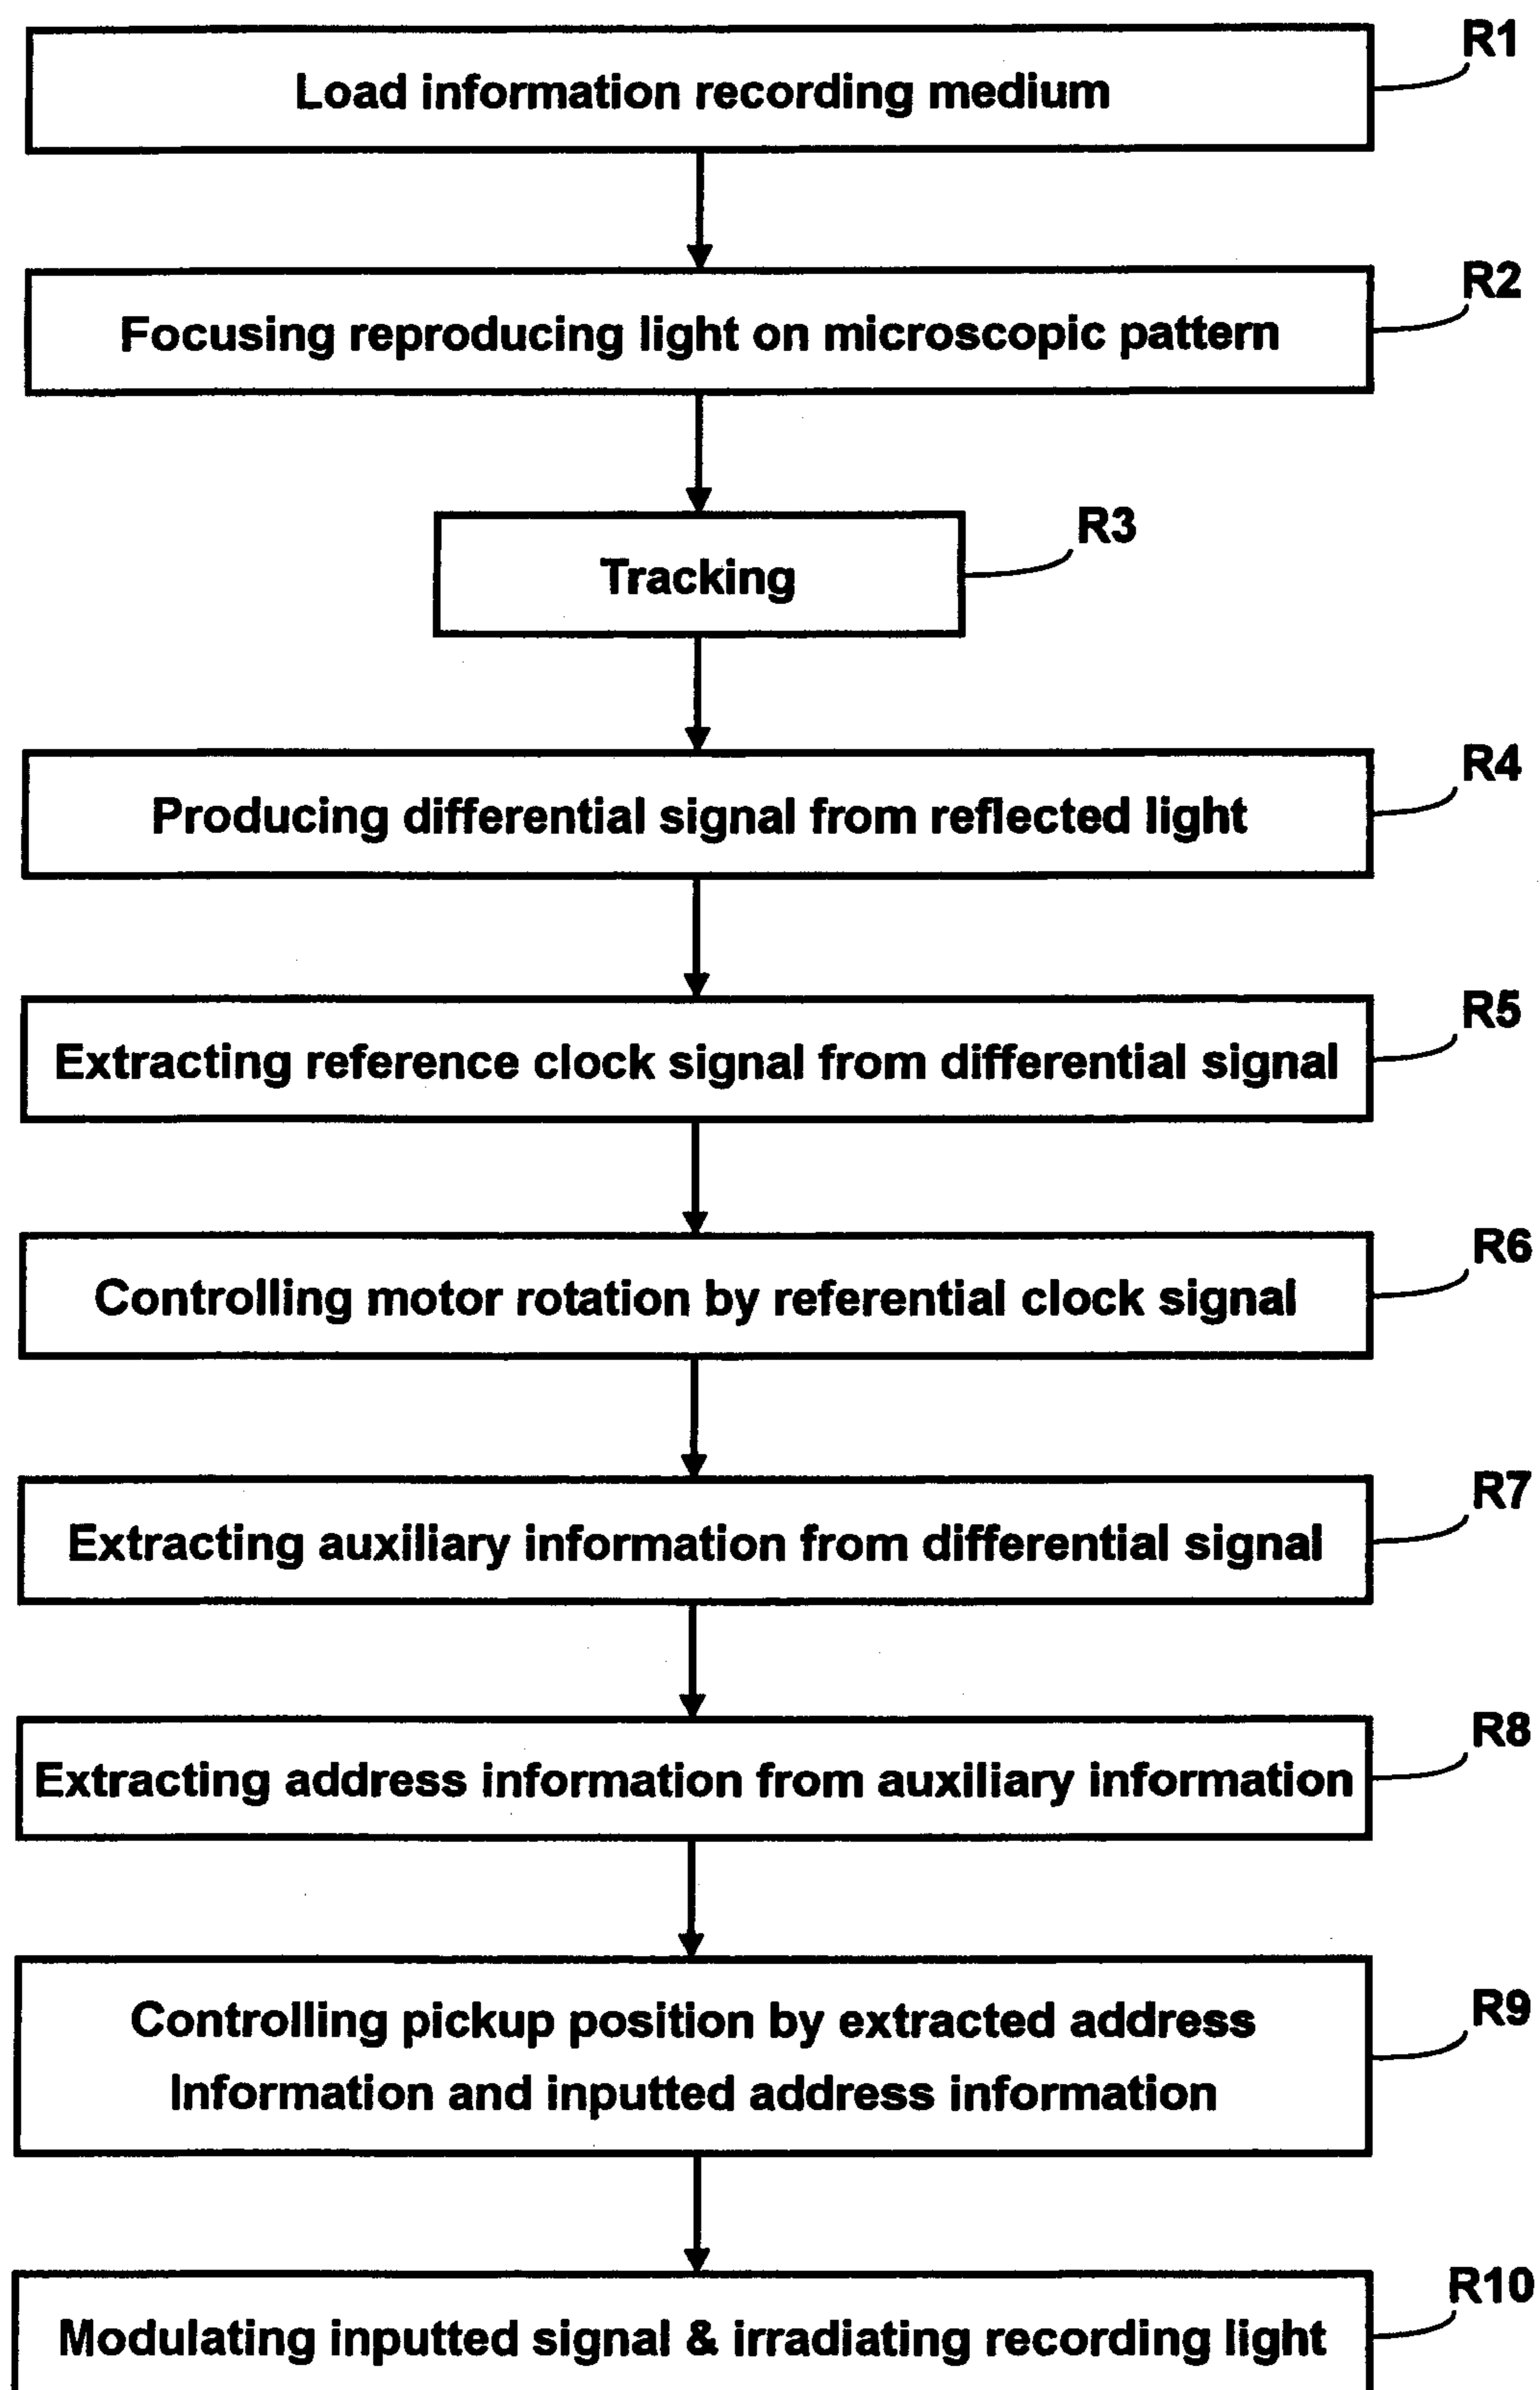 R1
Load information recording medium
R2
Focusing reproducing light on microscopic pattern
R3
Tracking
R4
Producing differential signal from reflected light
R5
Extracting reference clock signal from differential signal
R6
Controlling motor rotation by referential clock signal
R7
Extracting auxiliary information from differential signal
R8
Extracting address information from auxiliary information
R9
Controlling pickup position by extracted address
Information and inputted address information
R10
Modulating inputted signal & irradiating recording light